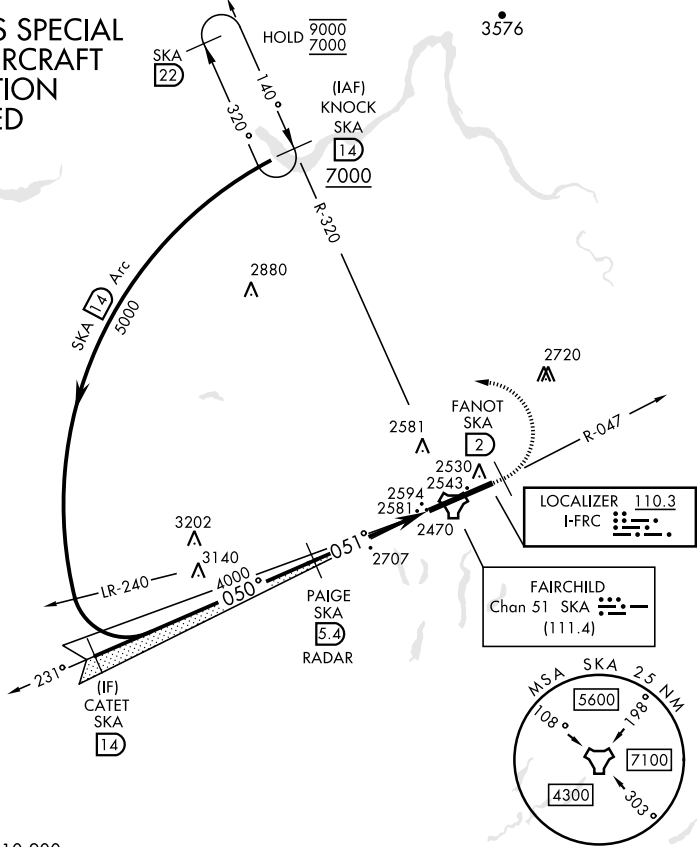 S SPECIAL
RCRAFT
TION
ED
3576
HOLD 9000
7000
SKA
22
140°
320°
(IAF)
KNOCK
SKA
14
7000
R-320
SKA 14 Arc
5000
2880
2720
FANOT
SKA
2
R-047
2581
2530
2543
2594
2581
2470
2707
LOCALIZER 110.3
I-FRC
3202
3140
LR-240
4000
050°
051°
PAIGE
SKA
5.4
RADAR
FAIRCHILD
Chan 51 SKA
(111.4)
231°
(IF)
CATET
SKA
14
MSA SKA 25 NM
5600
108°
198°
7100
4300
303°